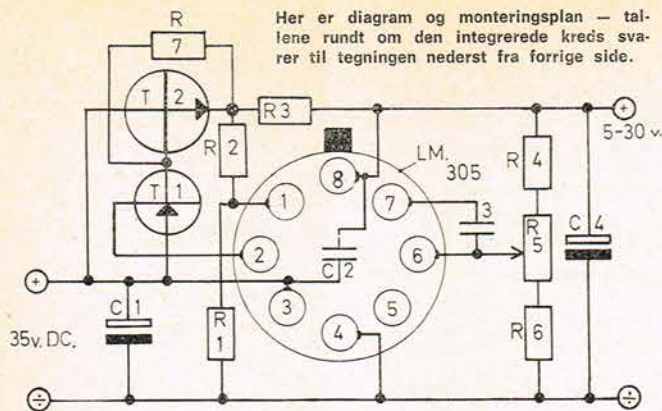 Her er diagram og monteringsplan — tal-
lene rundt om den integrerede kreds sva-
rer til tegningen nederst fra forrige side.
R
7
T 2
R3
R 2
T 1
LM.
305
+
5-30 v.
8
1
7
2
6
3
5
4
3
C 2
R 4
R 5
R 6
C 4
+
C 1
35v. DC.
R 1
÷
÷